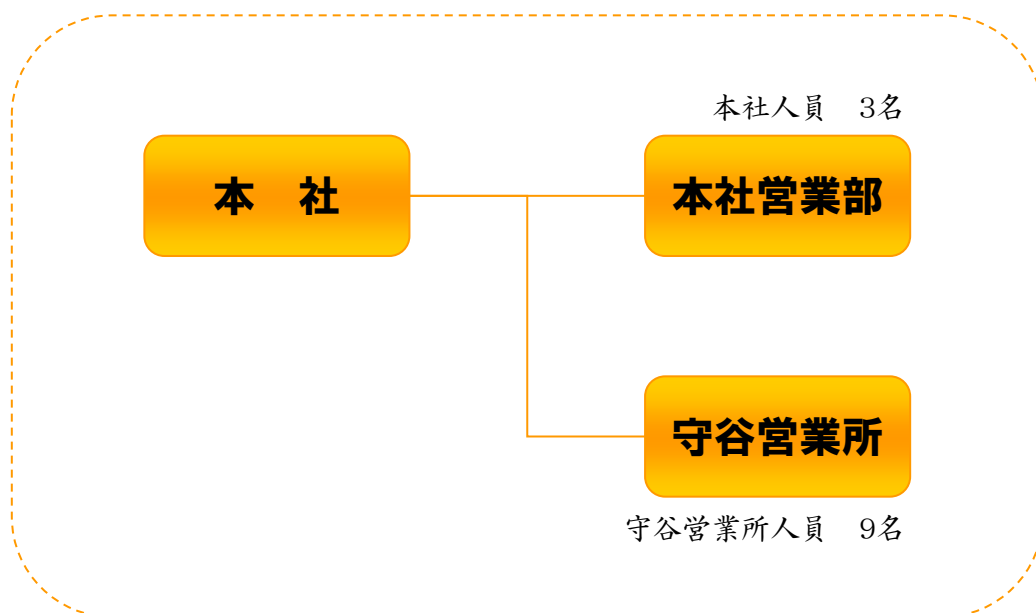 本社人員　3名
本　社
本社営業部
守谷営業所
守谷営業所人員　9名